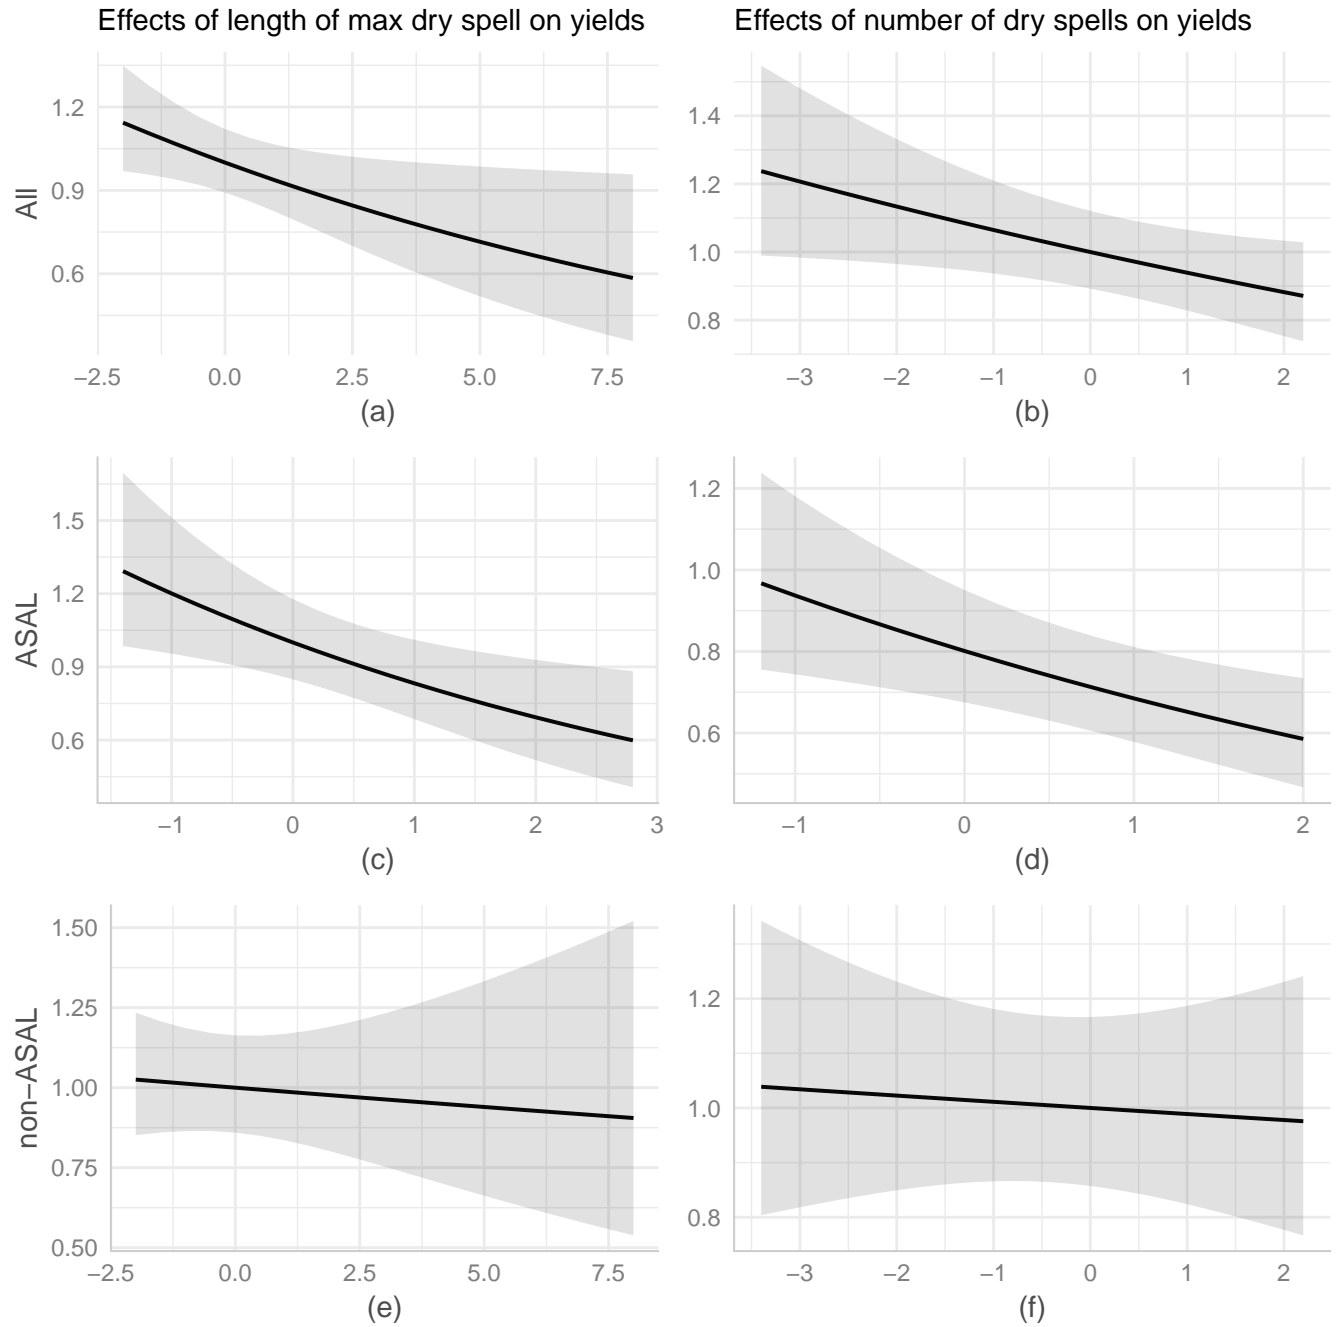 Effects of length of max dry spell on yields
Effects of number of dry spells on yields
All
1.2
0.9
0.6
−2.5 0.0 2.5 5.0 7.5
(a)
1.4
1.2
1.0
0.8
−3 −2 −1 0 1 2
(b)
ASAL
1.5
1.2
0.9
0.6
−1 0 1 2 3
(c)
1.2
1.0
0.8
0.6
−1 0 1 2
(d)
non−ASAL
1.50
1.25
1.00
0.75
0.50
−2.5 0.0 2.5 5.0 7.5
(e)
1.2
1.0
0.8
−3 −2 −1 0 1 2
(f)